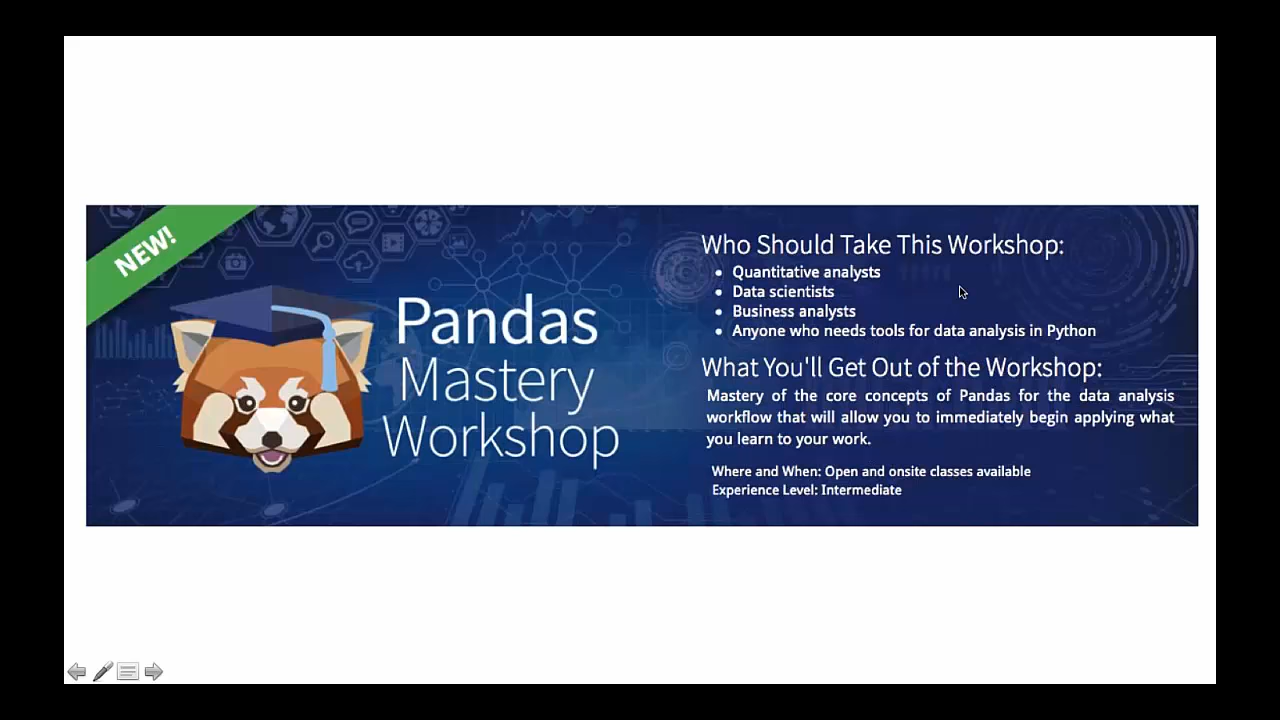 NEW!
Pandas
Mastery
Workshop
Who Should Take This Workshop:
• Quantitative analysts
• Data scientists
• Business analysts
• Anyone who needs tools for data analysis in Python
What You'll Get Out of the Workshop:
Mastery of the core concepts of Pandas for the data analysis
workflow that will allow you to immediately begin applying what
you learn to your work.
Where and When: Open and onsite classes available
Experience Level: Intermediate